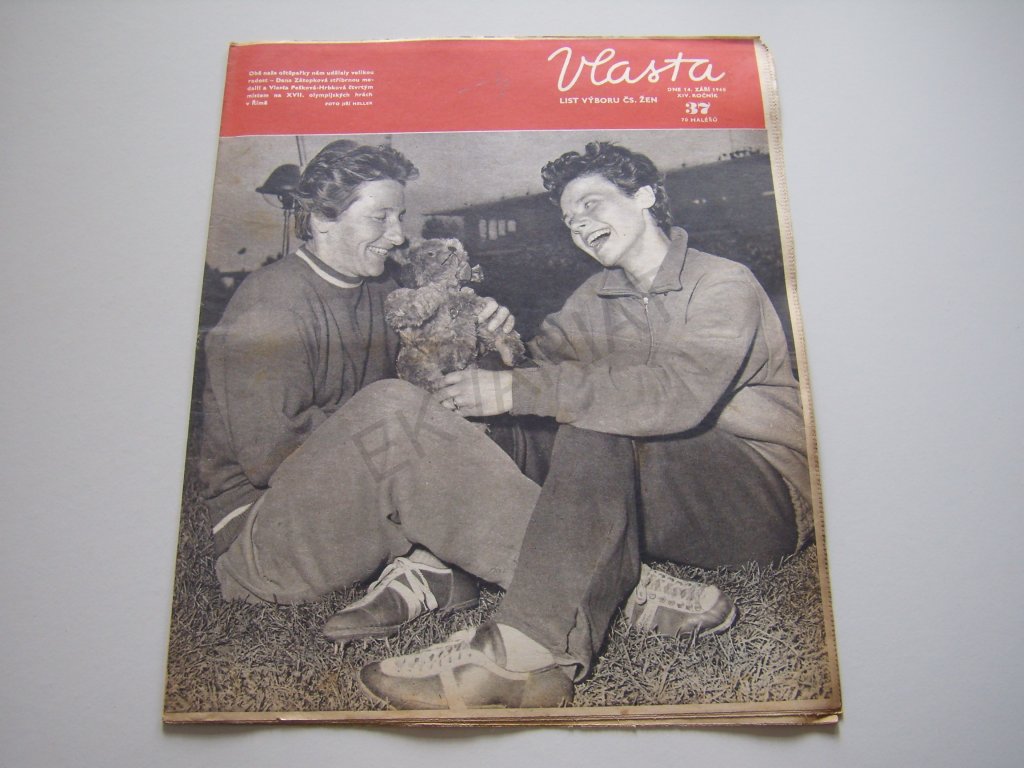 Obě naše oštěpařky nám udělaly velikou
radost – Dana Zátopková stříbrnou me-
dailí a Vlasta Pešková-Hrbková čtvrtým
místem na XVII. olympijských hrách
v Římě
FOTO JIŘÍ HELLER
Vlasta
LIST VÝBORU ČS. ŽEN
DNE 14. ZÁŘÍ 1960
XIV. ROČNÍK
37
70 HALÉŘŮ